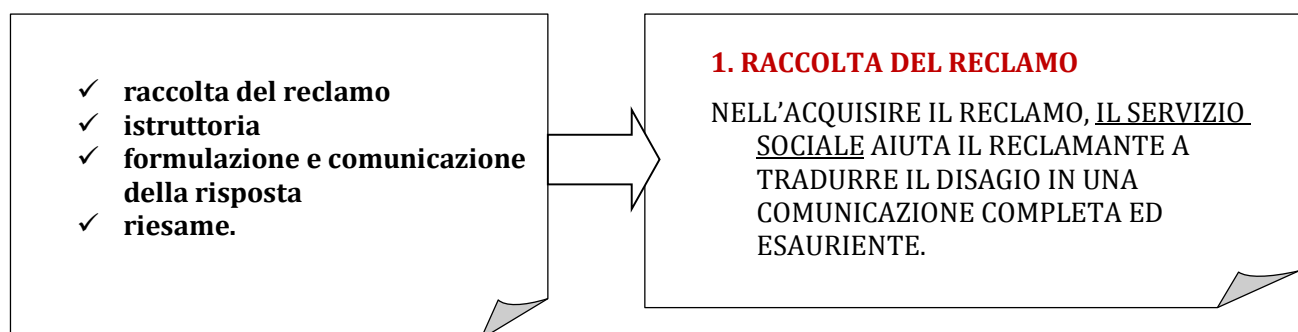 ✓ raccolta del reclamo
✓ istruttoria
✓ formulazione e comunicazione
della risposta
✓ riesame.
1. RACCOLTA DEL RECLAMO
NELL’ACQUISIRE IL RECLAMO, IL SERVIZIO
SOCIALE AIUTA IL RECLAMANTE A
TRADURRE IL DISAGIO IN UNA
COMUNICAZIONE COMPLETA ED
ESAURIENTE.